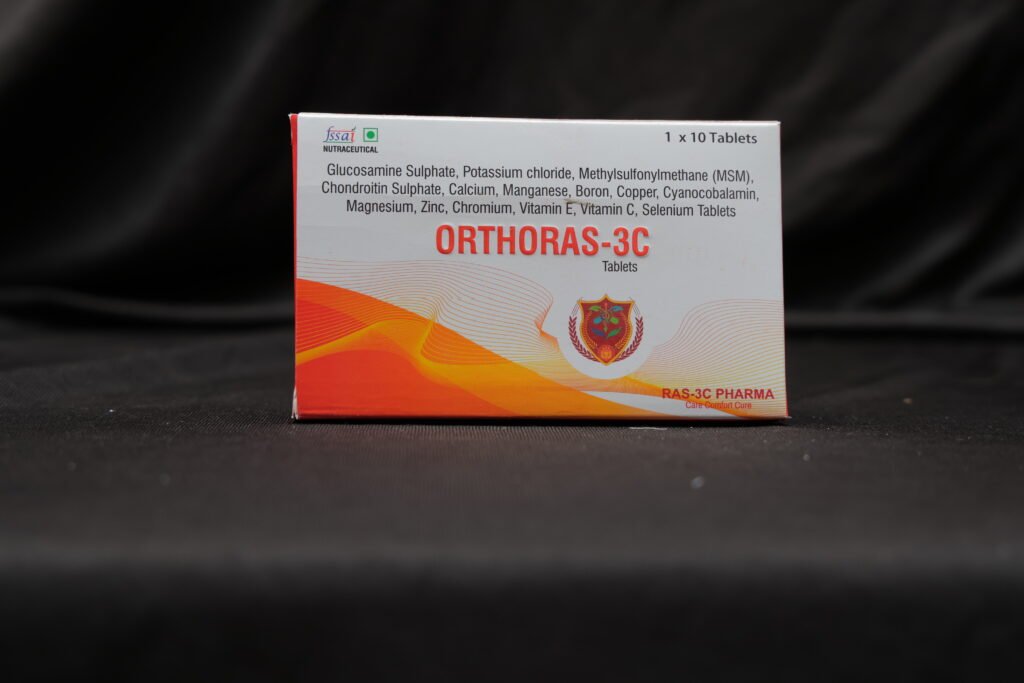 fssai
NUTRACEUTICAL
1 x 10 Tablets
Glucosamine Sulphate, Potassium chloride, Methylsulfonylmethane (MSM),
Chondroitin Sulphate, Calcium, Manganese, Boron, Copper, Cyanocobalamin,
Magnesium, Zinc, Chromium, Vitamin E, Vitamin C, Selenium Tablets
ORTHORAS-3C
Tablets
RAS-3C PHARMA
Care Comfort Cure